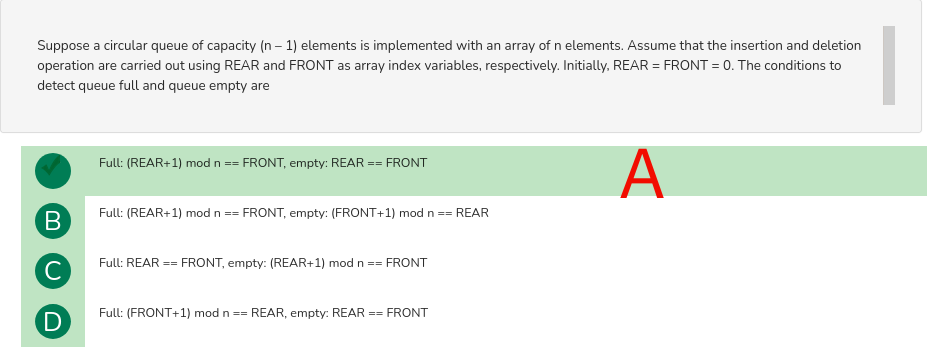 Suppose a circular queue of capacity (n – 1) elements is implemented with an array of n elements. Assume that the insertion and deletion
operation are carried out using REAR and FRONT as array index variables, respectively. Initially, REAR = FRONT = 0. The conditions to
detect queue full and queue empty are
Full: (REAR+1) mod n == FRONT, empty: REAR == FRONT
A
B Full: (REAR+1) mod n == FRONT, empty: (FRONT+1) mod n == REAR
C Full: REAR == FRONT, empty: (REAR+1) mod n == FRONT
D Full: (FRONT+1) mod n == REAR, empty: REAR == FRONT